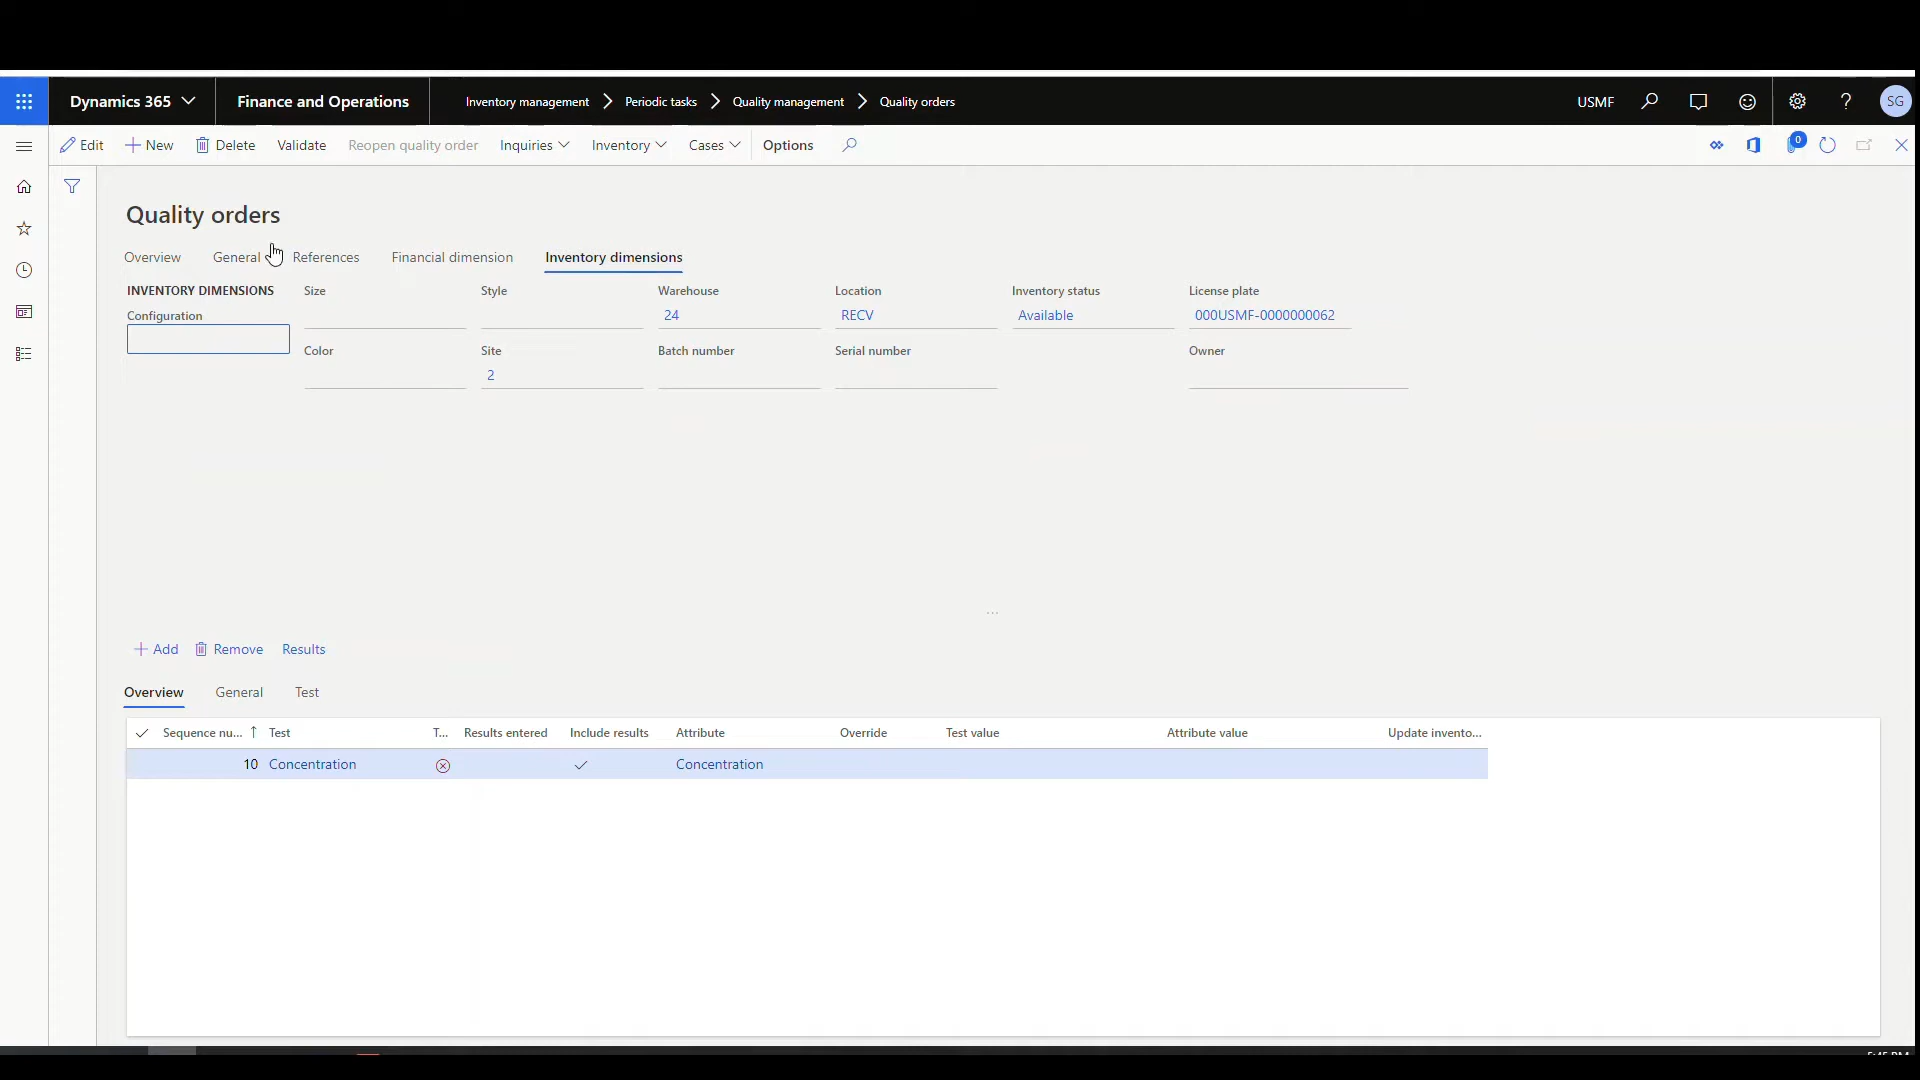 Dynamics 365 Finance and Operations Inventory management Periodic tasks Quality management Quality orders USMF ? SG
Edit New Delete Validate Reopen quality order Inquiries Inventory Cases Options 0
Quality orders
Overview General References Financial dimension Inventory dimensions
INVENTORY DIMENSIONS Size Style Warehouse Location Inventory status License plate
Configuration 24 RECV Available 000USMF-0000000062
Color Site Batch number Serial number Owner
2
...
Add Remove Results
Overview General Test
Sequence nu... Test T... Results entered Include results Attribute Override Test value Attribute value Update invento...
10 Concentration Concentration